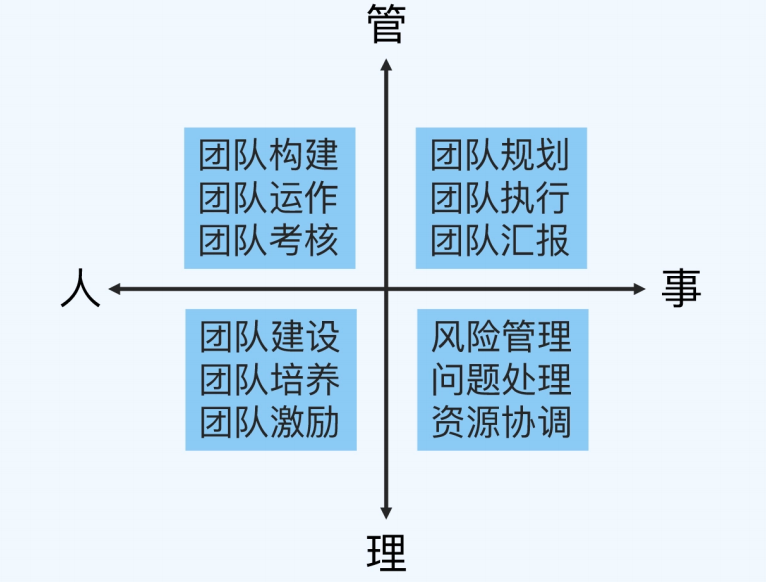 管
团队构建
团队运作
团队考核
团队规划
团队执行
团队汇报
人
事
团队建设
团队培养
团队激励
风险管理
问题处理
资源协调
理